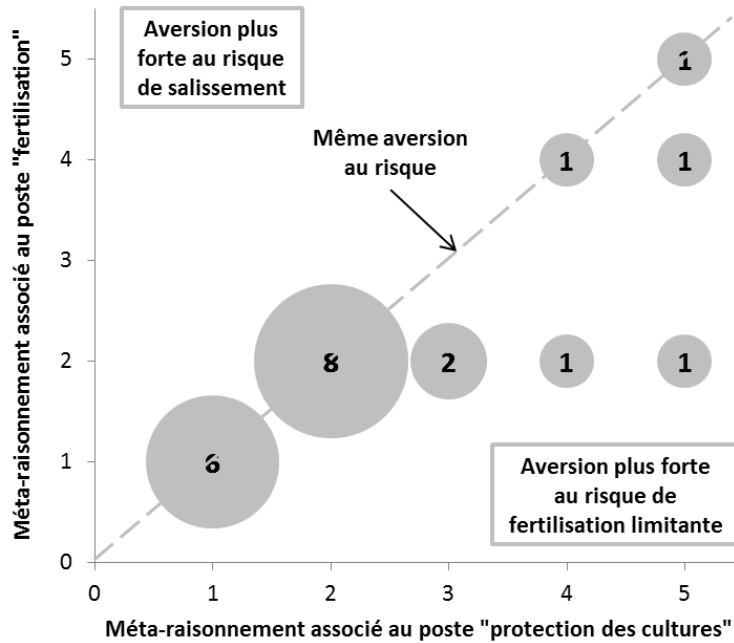 Aversion plus
forte au risque
de salissement
Même aversion
au risque
Aversion plus forte
au risque de
fertilisation limitante
Méta-raisonnement associé au poste "fertilisation"
5
4
3
2
1
0
1
1
1
8
2
1
1
6
0
1
2
3
4
5
Méta-raisonnement associé au poste "protection des cultures"